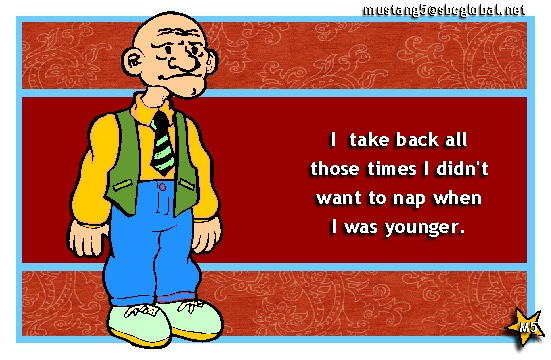 mustang5@sbcglobal.net
I take back all
those times I didn't
want to nap when
I was younger.
M5